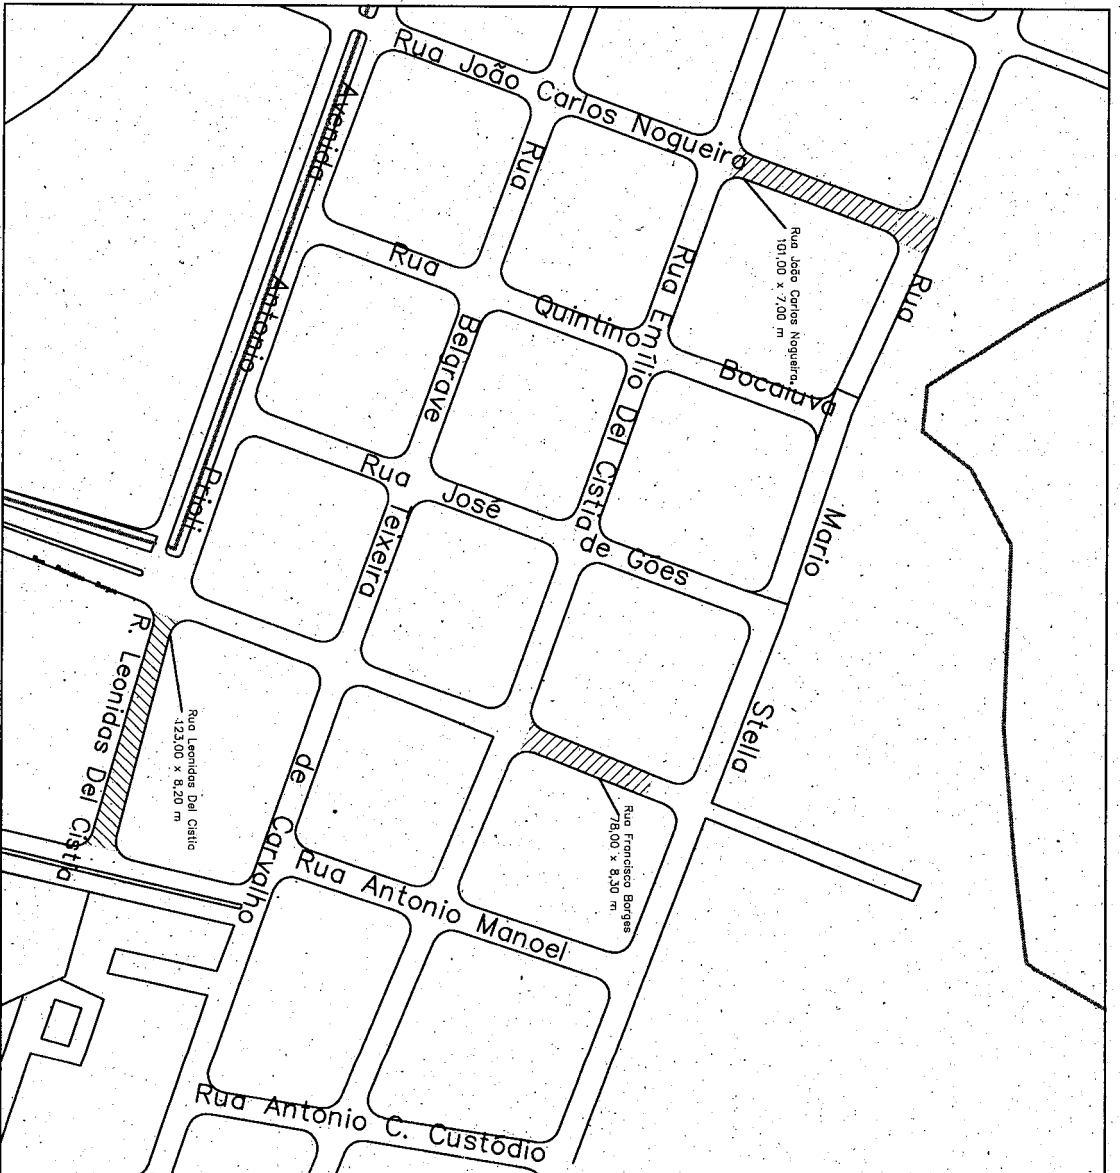 Rua João Carlos Nogueira
Avenida Antonio Prioli
Rua Belgrave Teixeira de Carvalho
Rua Quintino Bocaiuva
Rua Emílio Del Cistia
Rua João Carlos Nogueira
101,00 x 7,00 m
Rua Mario Stella
Rua José de Góes
R. Leonidas Del Cistia
Rua Leonidas Del Cistia
123,00 x 8,20 m
Rua Francisco Borges
78,00 x 8,30 m
Rua Antonio Manoel
Rua Antonio C. Custódio